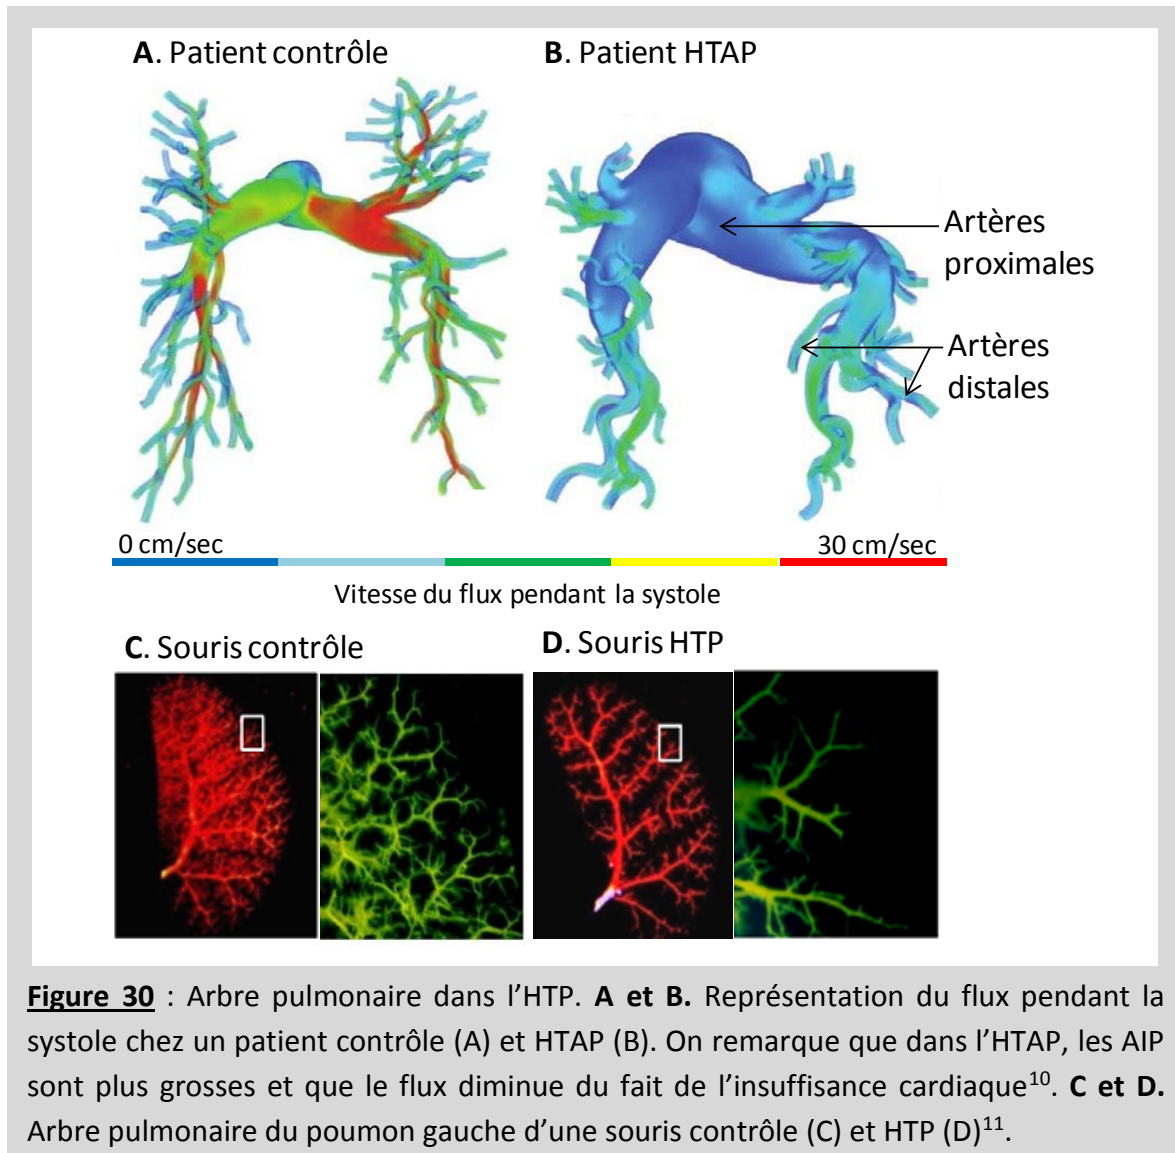 A. Patient contrôle
B. Patient HTAP
Artères
proximales
Artères
distales
0 cm/sec
30 cm/sec
Vitesse du flux pendant la systole
C. Souris contrôle
D. Souris HTP
Figure 30 : Arbre pulmonaire dans l’HTP. A et B. Représentation du flux pendant la
systole chez un patient contrôle (A) et HTAP (B). On remarque que dans l’HTAP, les AIP
sont plus grosses et que le flux diminue du fait de l’insuffisance cardiaque¹⁰. C et D.
Arbre pulmonaire du poumon gauche d’une souris contrôle (C) et HTP (D)¹¹.